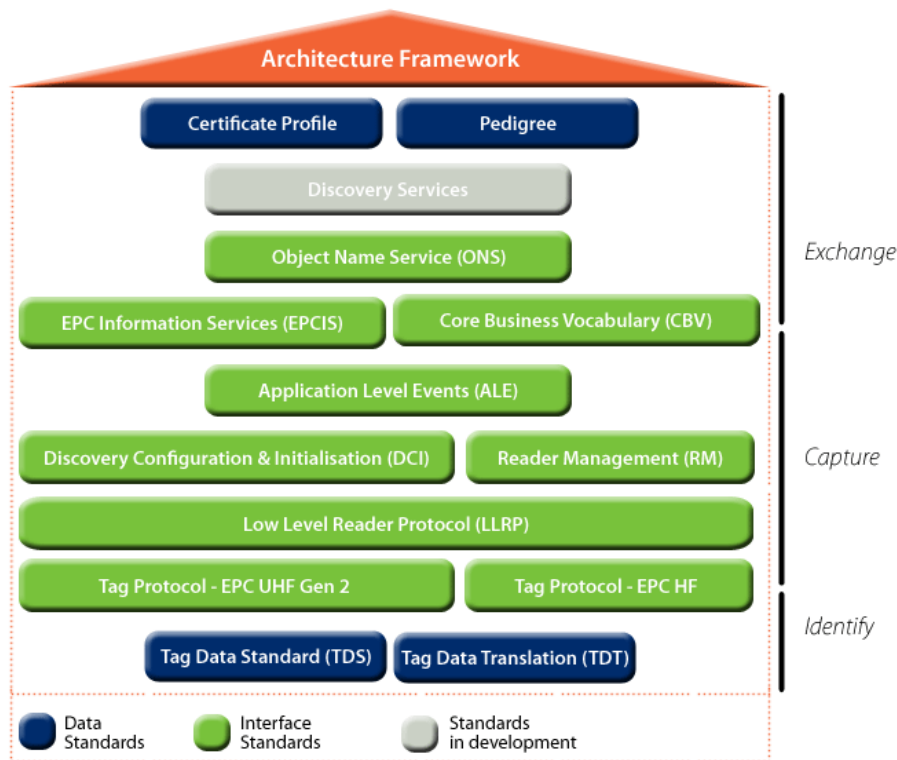 Architecture Framework
Certificate Profile
Pedigree
Discovery Services
Object Name Service (ONS)
Exchange
EPC Information Services (EPCIS)
Core Business Vocabulary (CBV)
Application Level Events (ALE)
Discovery Configuration & Initialisation (DCI)
Reader Management (RM)
Capture
Low Level Reader Protocol (LLRP)
Tag Protocol - EPC UHF Gen 2
Tag Protocol - EPC HF
Identify
Tag Data Standard (TDS)
Tag Data Translation (TDT)
Data
Standards
Interface
Standards
Standards
in development